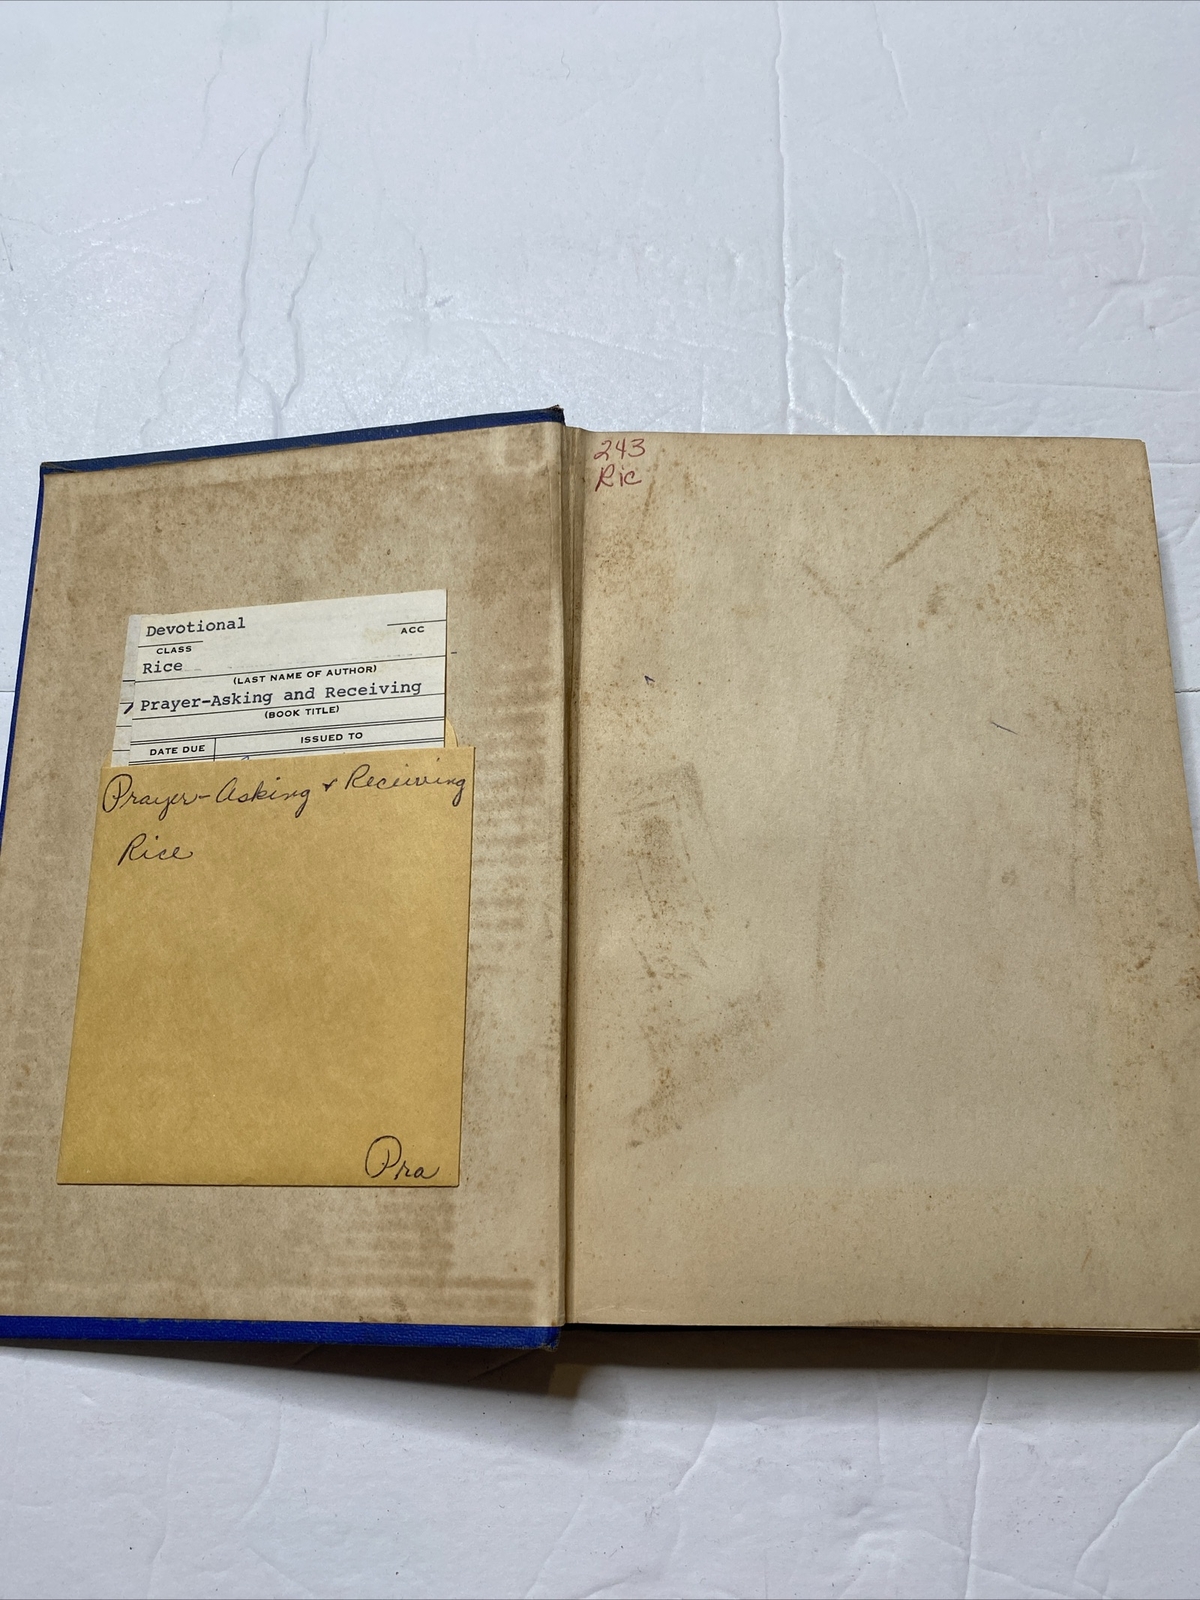 Devotional
CLASS
ACC
Rice
(LAST NAME OF AUTHOR)
Prayer-Asking and Receiving
(BOOK TITLE)
DATE DUE
ISSUED TO
Prayer- Asking & Receiving
Rice
Pra
243
Ric